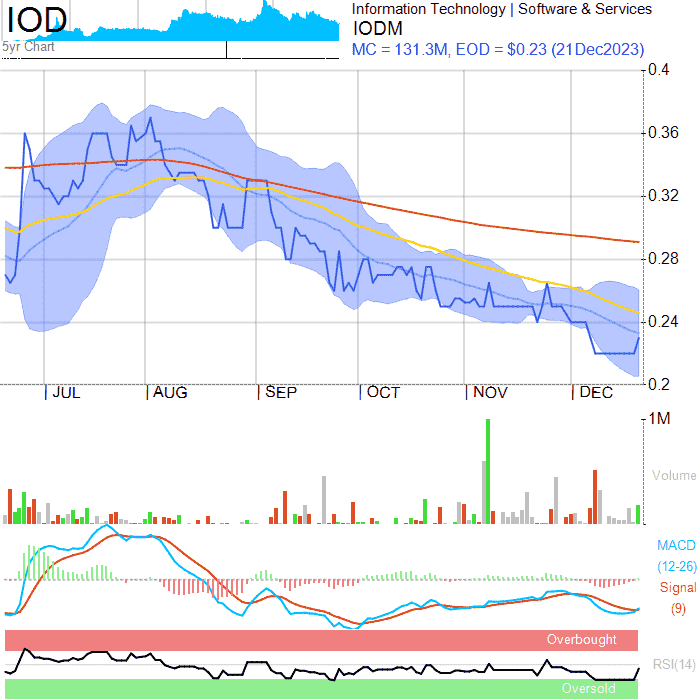 IOD
5yr Chart
Information Technology | Software & Services
IODM
MC = 131.3M, EOD = $0.23 (21Dec2023)
0.4
0.36
0.32
0.28
0.24
0.2
JUL AUG SEP OCT NOV DEC
1M
Volume
MACD
(12-26)
Signal
(9)
Overbought
RSI(14)
Oversold